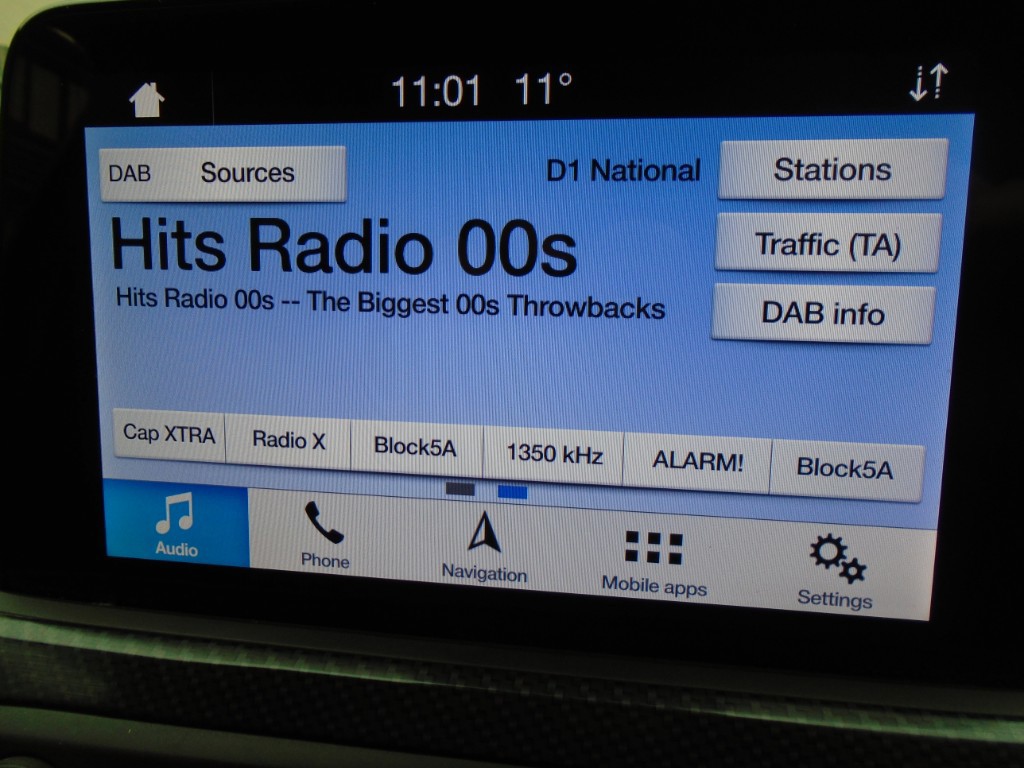 11:01 11°
DAB Sources
D1 National
Stations
Hits Radio 00s
Traffic (TA)
Hits Radio 00s -- The Biggest 00s Throwbacks
DAB info
Cap XTRA Radio X Block5A 1350 kHz ALARM! Block5A
Audio Phone Navigation Mobile apps Settings